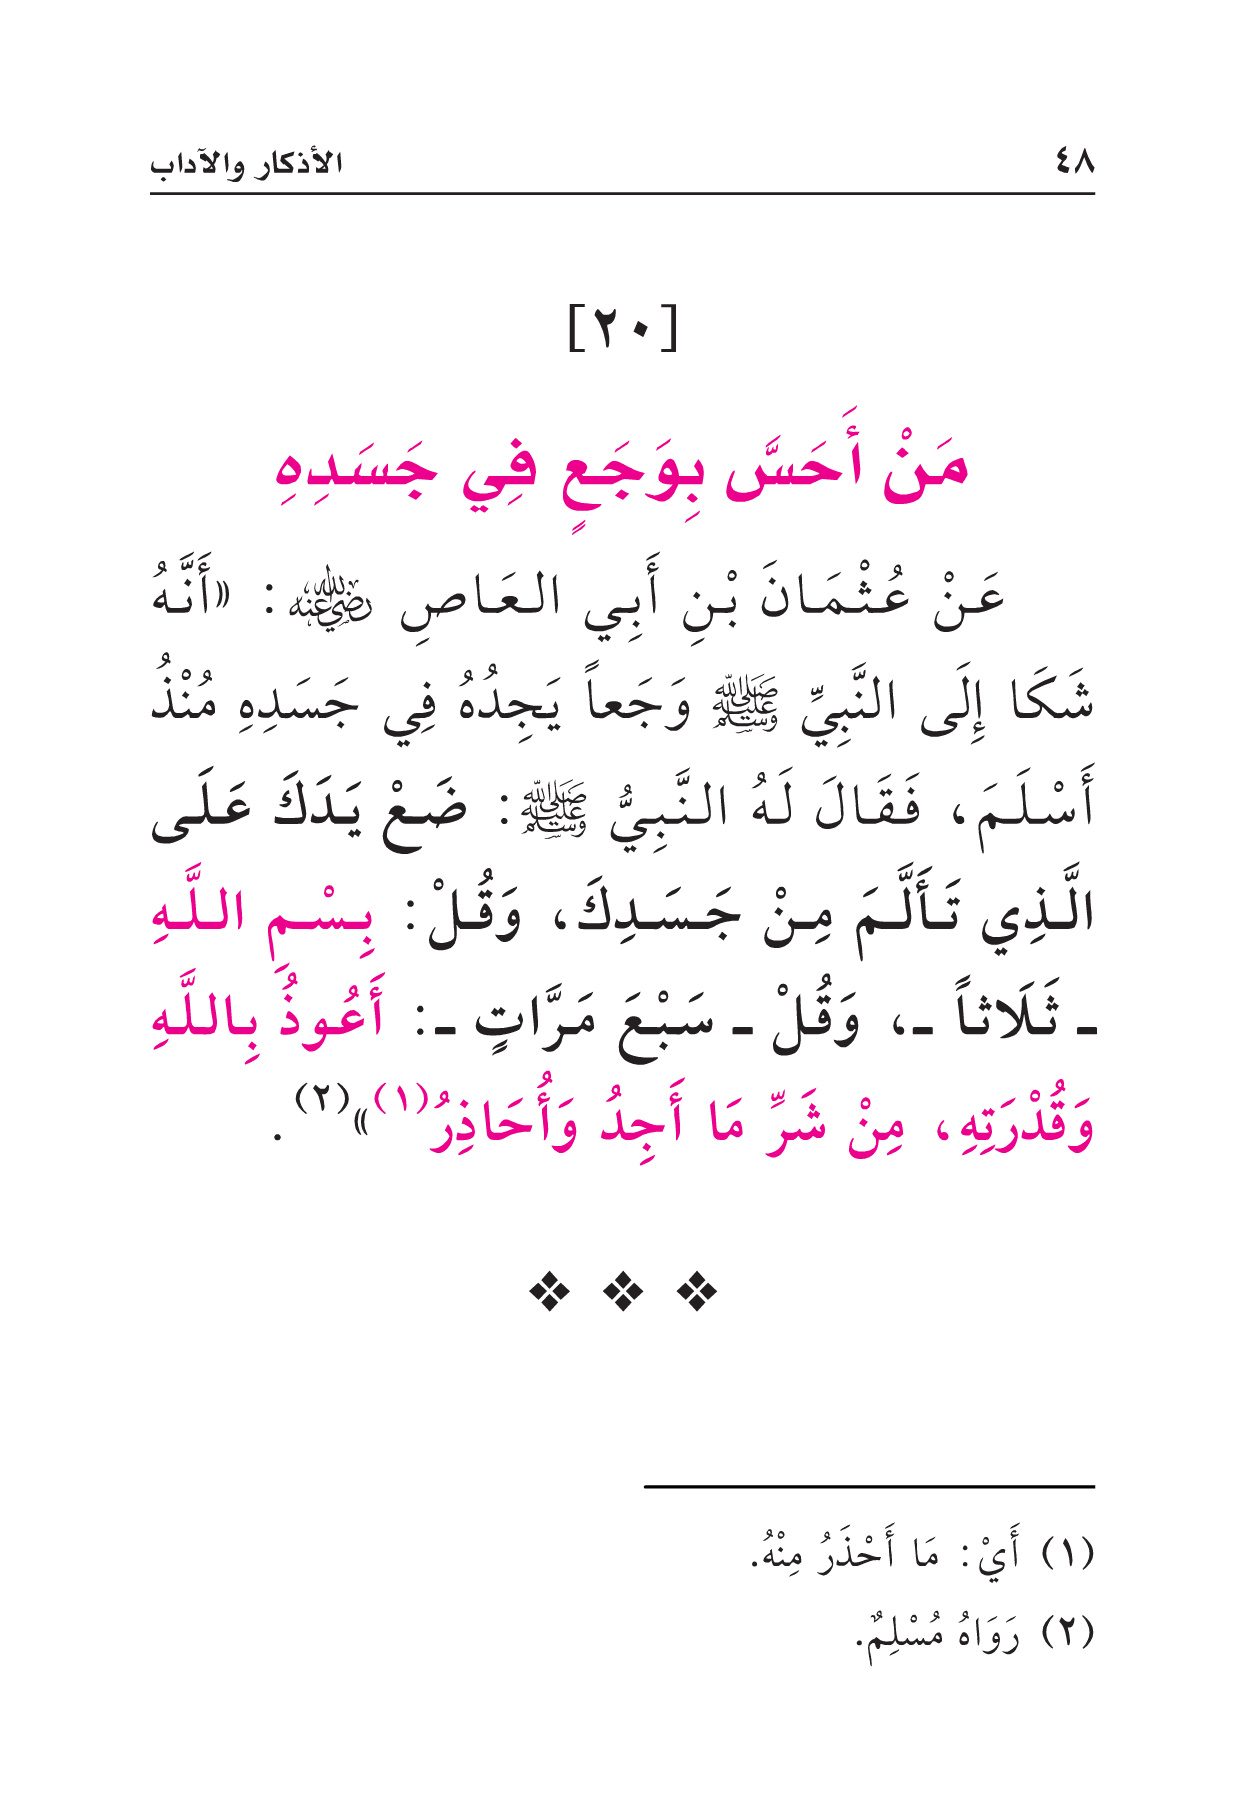 ٤٨ الأذكار والآداب
[٢٠]
مَنْ أَحَسَّ بِوَجَعٍ فِي جَسَدِهِ
عَنْ عُثْمَانَ بْنِ أَبِي العَاصِ رضي الله عنه: «أَنَّهُ
شَكَا إِلَى النَّبِيِّ ﷺ وَجَعاً يَجِدُهُ فِي جَسَدِهِ مُنْذُ
أَسْلَمَ، فَقَالَ لَهُ النَّبِيُّ ﷺ: ضَعْ يَدَكَ عَلَى
الَّذِي تَأَلَّمَ مِنْ جَسَدِكَ، وَقُلْ: بِسْمِ اللَّهِ
ـ ثَلَاثاً ـ، وَقُلْ ـ سَبْعَ مَرَّاتٍ ـ: أَعُوذُ بِاللَّهِ
وَقُدْرَتِهِ، مِنْ شَرِّ مَا أَجِدُ وَأُحَاذِرُ(١)»(٢).
(١) أَيْ: مَا أَحْذَرُ مِنْهُ.
(٢) رَوَاهُ مُسْلِمٌ.